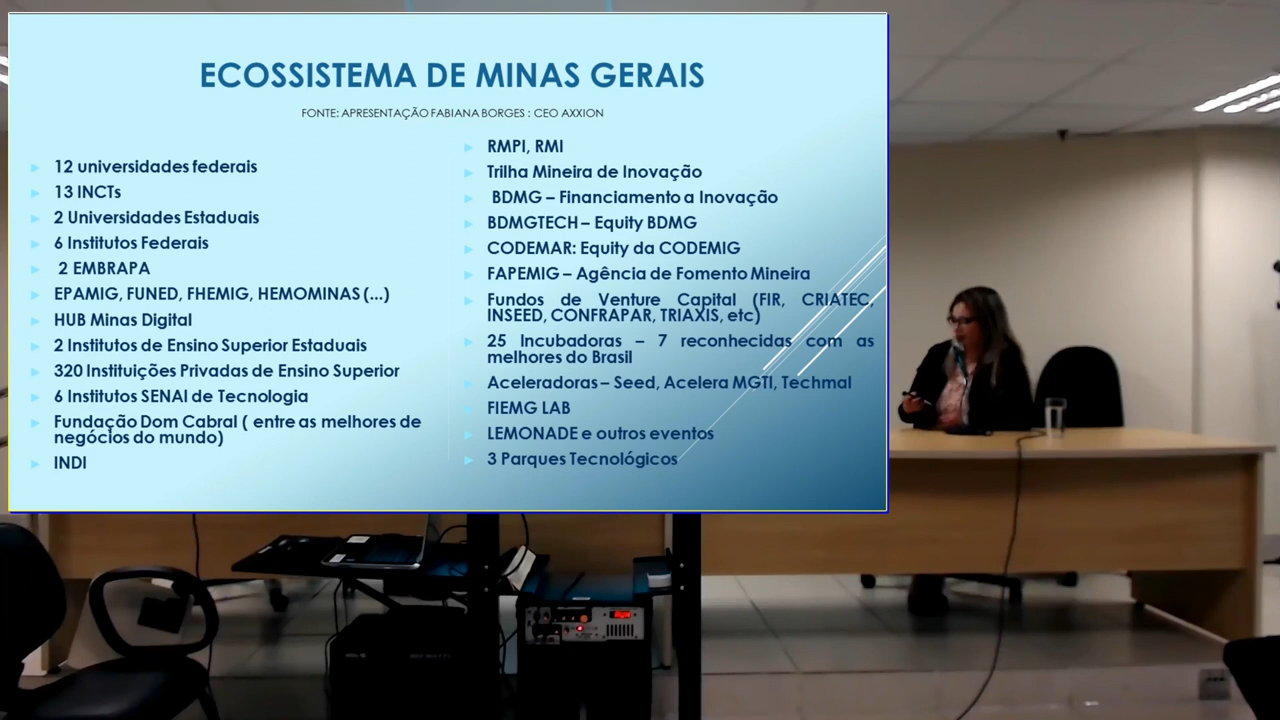 ECOSSISTEMA DE MINAS GERAIS
FONTE: APRESENTAÇÃO FABIANA BORGES : CEO AXXION
12 universidades federais
13 INCTs
2 Universidades Estaduais
6 Institutos Federais
2 EMBRAPA
EPAMIG, FUNED, FHEMIG, HEMOMINAS (...)
HUB Minas Digital
2 Institutos de Ensino Superior Estaduais
320 Instituições Privadas de Ensino Superior
6 Institutos SENAI de Tecnologia
Fundação Dom Cabral ( entre as melhores de
negócios do mundo)
INDI
RMPI, RMI
Trilha Mineira de Inovação
BDMG – Financiamento a Inovação
BDMGTECH – Equity BDMG
CODEMAR: Equity da CODEMIG
FAPEMIG – Agência de Fomento Mineira
Fundos de Venture Capital (FIR, CRIATEC,
INSEED, CONFRAPAR, TRIAXIS, etc)
25 Incubadoras – 7 reconhecidas com as
melhores do Brasil
Aceleradoras – Seed, Acelera MGTI, Techmal
FIEMG LAB
LEMONADE e outros eventos
3 Parques Tecnológicos